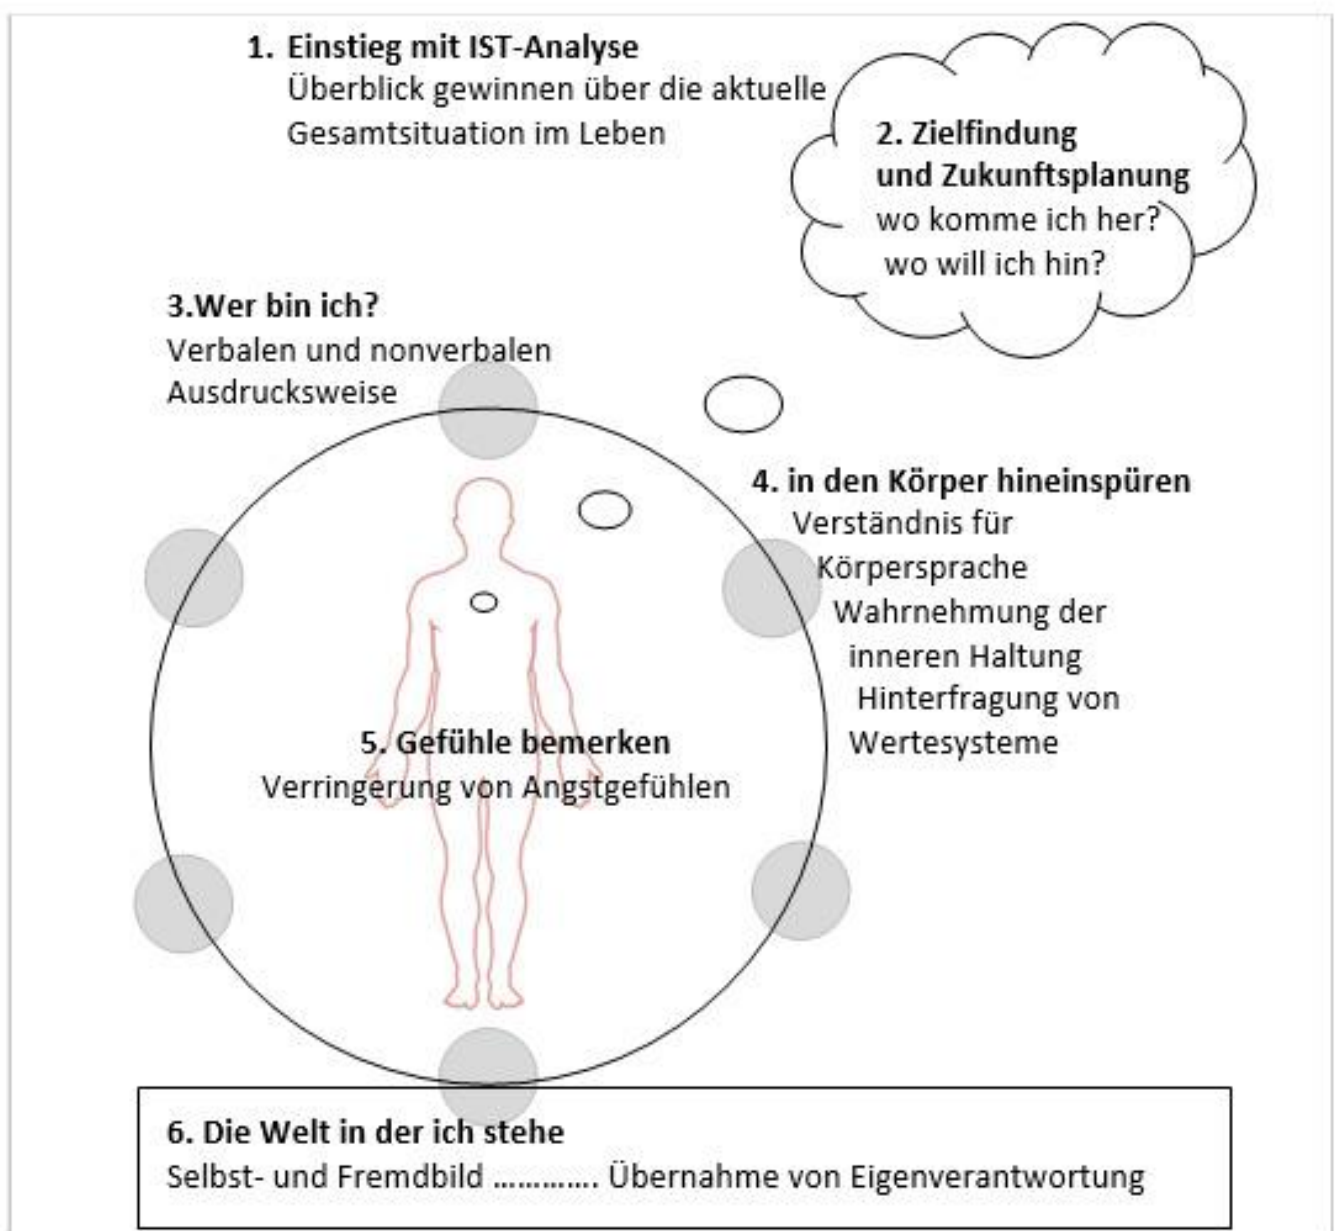 1. Einstieg mit IST-Analyse
Überblick gewinnen über die aktuelle
Gesamtsituation im Leben
2. Zielfindung
und Zukunftsplanung
wo komme ich her?
wo will ich hin?
3.Wer bin ich?
Verbalen und nonverbalen
Ausdrucksweise
4. in den Körper hineinspüren
Verständnis für
Körpersprache
Wahrnehmung der
inneren Haltung
Hinterfragung von
Wertesysteme
5. Gefühle bemerken
Verringerung von Angstgefühlen
6. Die Welt in der ich stehe
Selbst- und Fremdbild ............. Übernahme von Eigenverantwortung